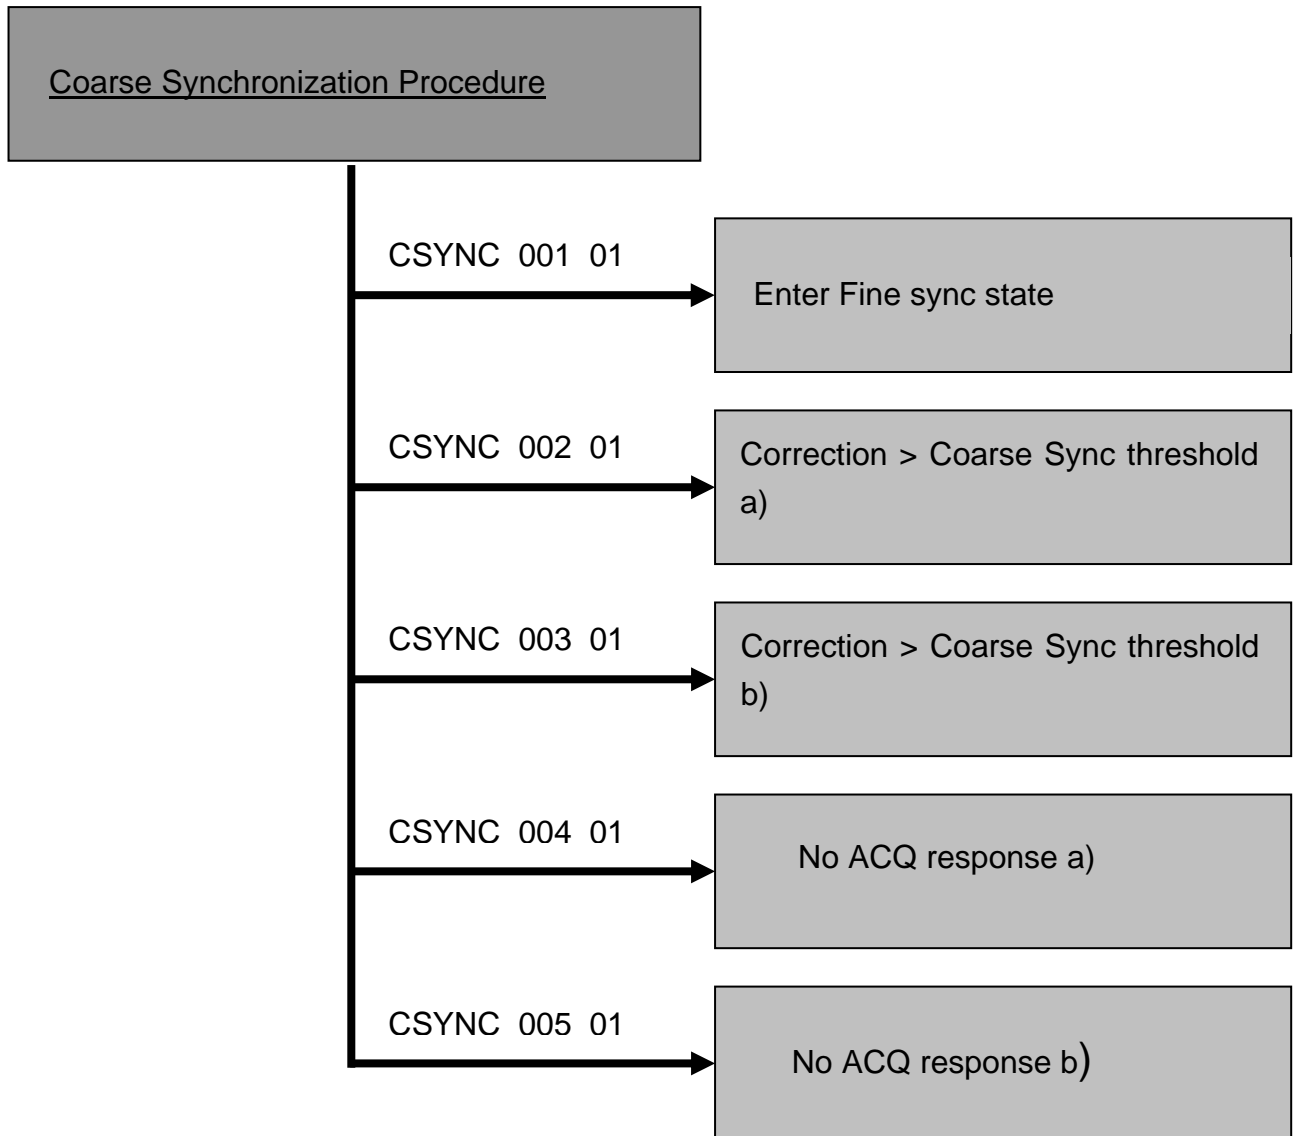 Coarse Synchronization Procedure
CSYNC 001 01
Enter Fine sync state
CSYNC 002 01
Correction > Coarse Sync threshold
a)
CSYNC 003 01
Correction > Coarse Sync threshold
b)
CSYNC 004 01
No ACQ response a)
CSYNC 005 01
No ACQ response b)